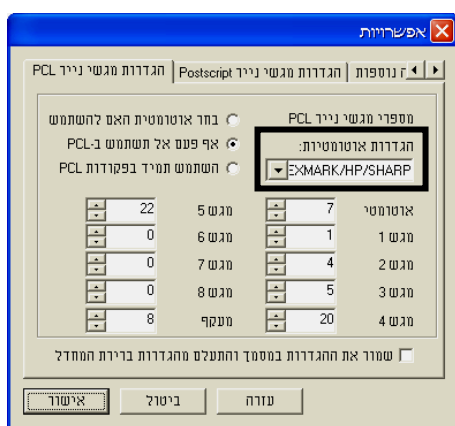 אפשרויות
ה נוספות
הגדרות מגשי נייר Postscript
הגדרות מגשי נייר PCL
מספרי מגשי נייר PCL
הגדרות אוטומטיות:
EXMARK/HP/SHARP
בחר אוטומטית האם להשתמש
אף פעם אל תשתמש ב-PCL
השתמש תמיד בפקודות PCL
אוטומטי 7
מגש 1 1
מגש 2 4
מגש 3 5
מגש 4 20
מגש 5 22
מגש 6 0
מגש 7 0
מגש 8 0
מעקף 8
שמור את ההגדרות במסמך והתעלם מהגדרות ברירת המחדל
עזרה
ביטול
אישור